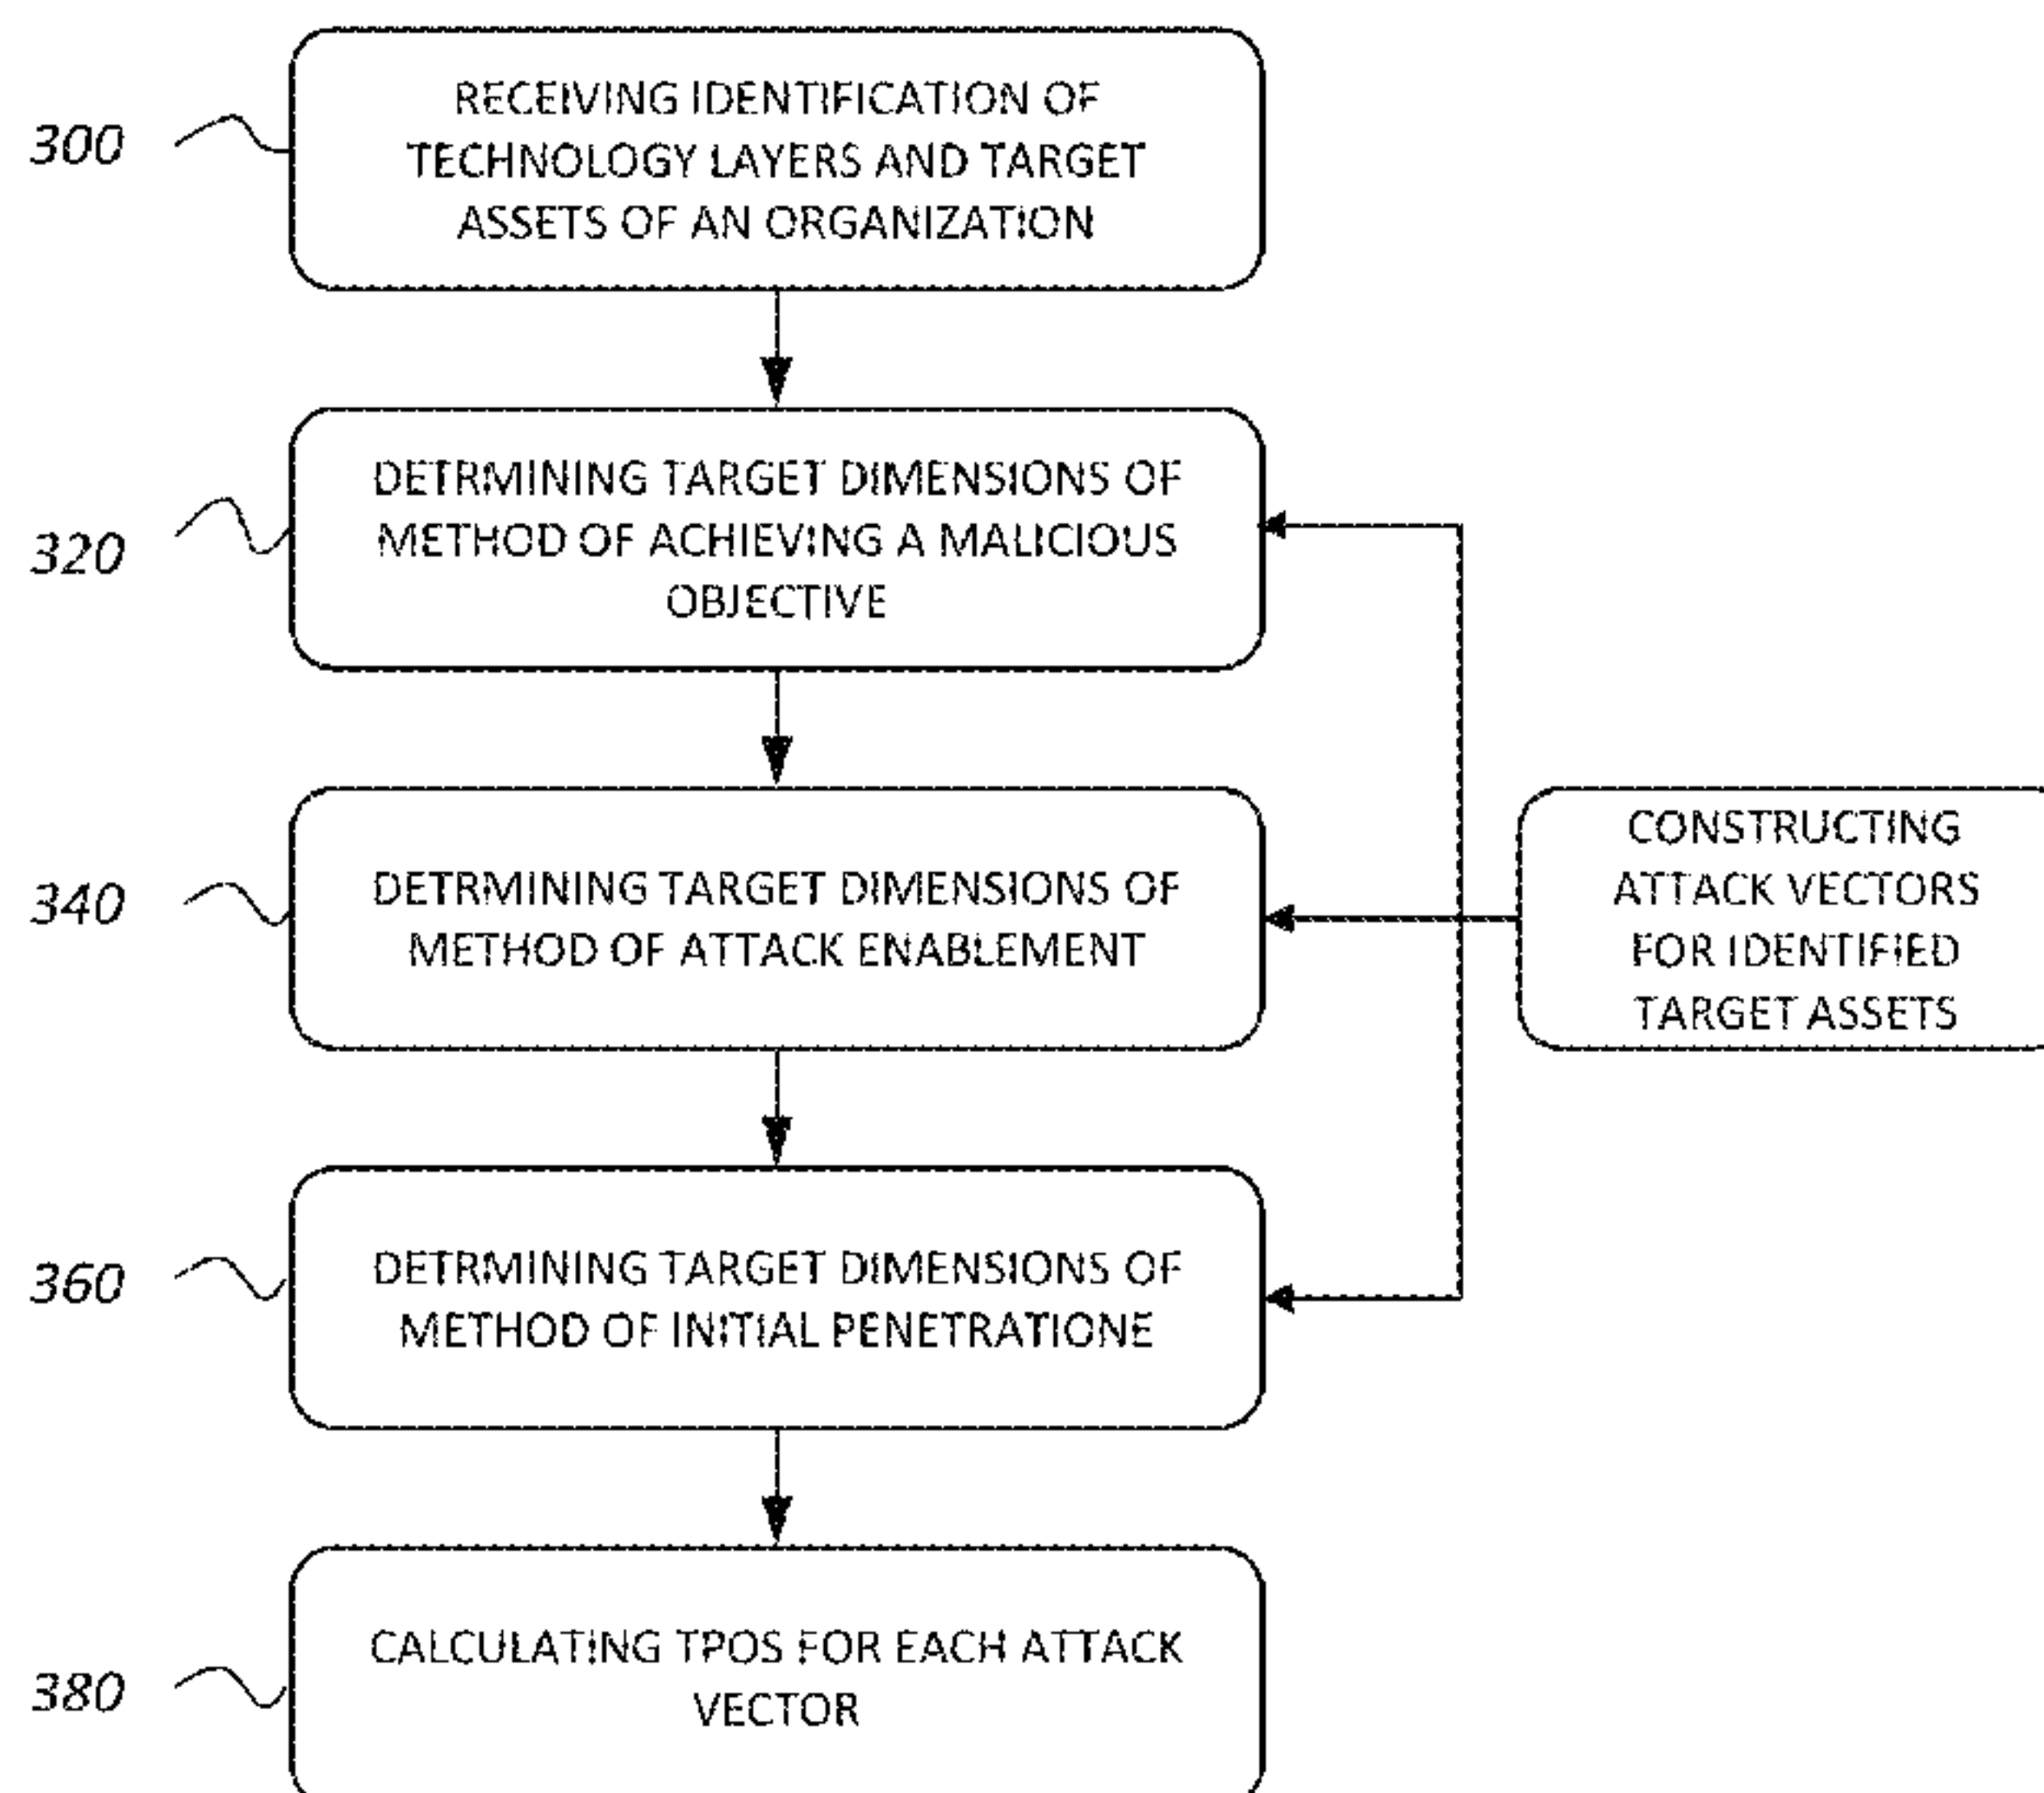 300
RECEIVING IDENTIFICATION OF
TECHNOLOGY LAYERS AND TARGET
ASSETS OF AN ORGANIZATION
320
DETRMINING TARGET DIMENSIONS OF
METHOD OF ACHIEVING A MALICIOUS
OBJECTIVE
340
DETRMINING TARGET DIMENSIONS OF
METHOD OF ATTACK ENABLEMENT
CONSTRUCTING
ATTACK VECTORS
FOR IDENTIFIED
TARGET ASSETS
360
DETRMINING TARGET DIMENSIONS OF
METHOD OF INITIAL PENETRATIONE
380
CALCULATING TPOS FOR EACH ATTACK
VECTOR